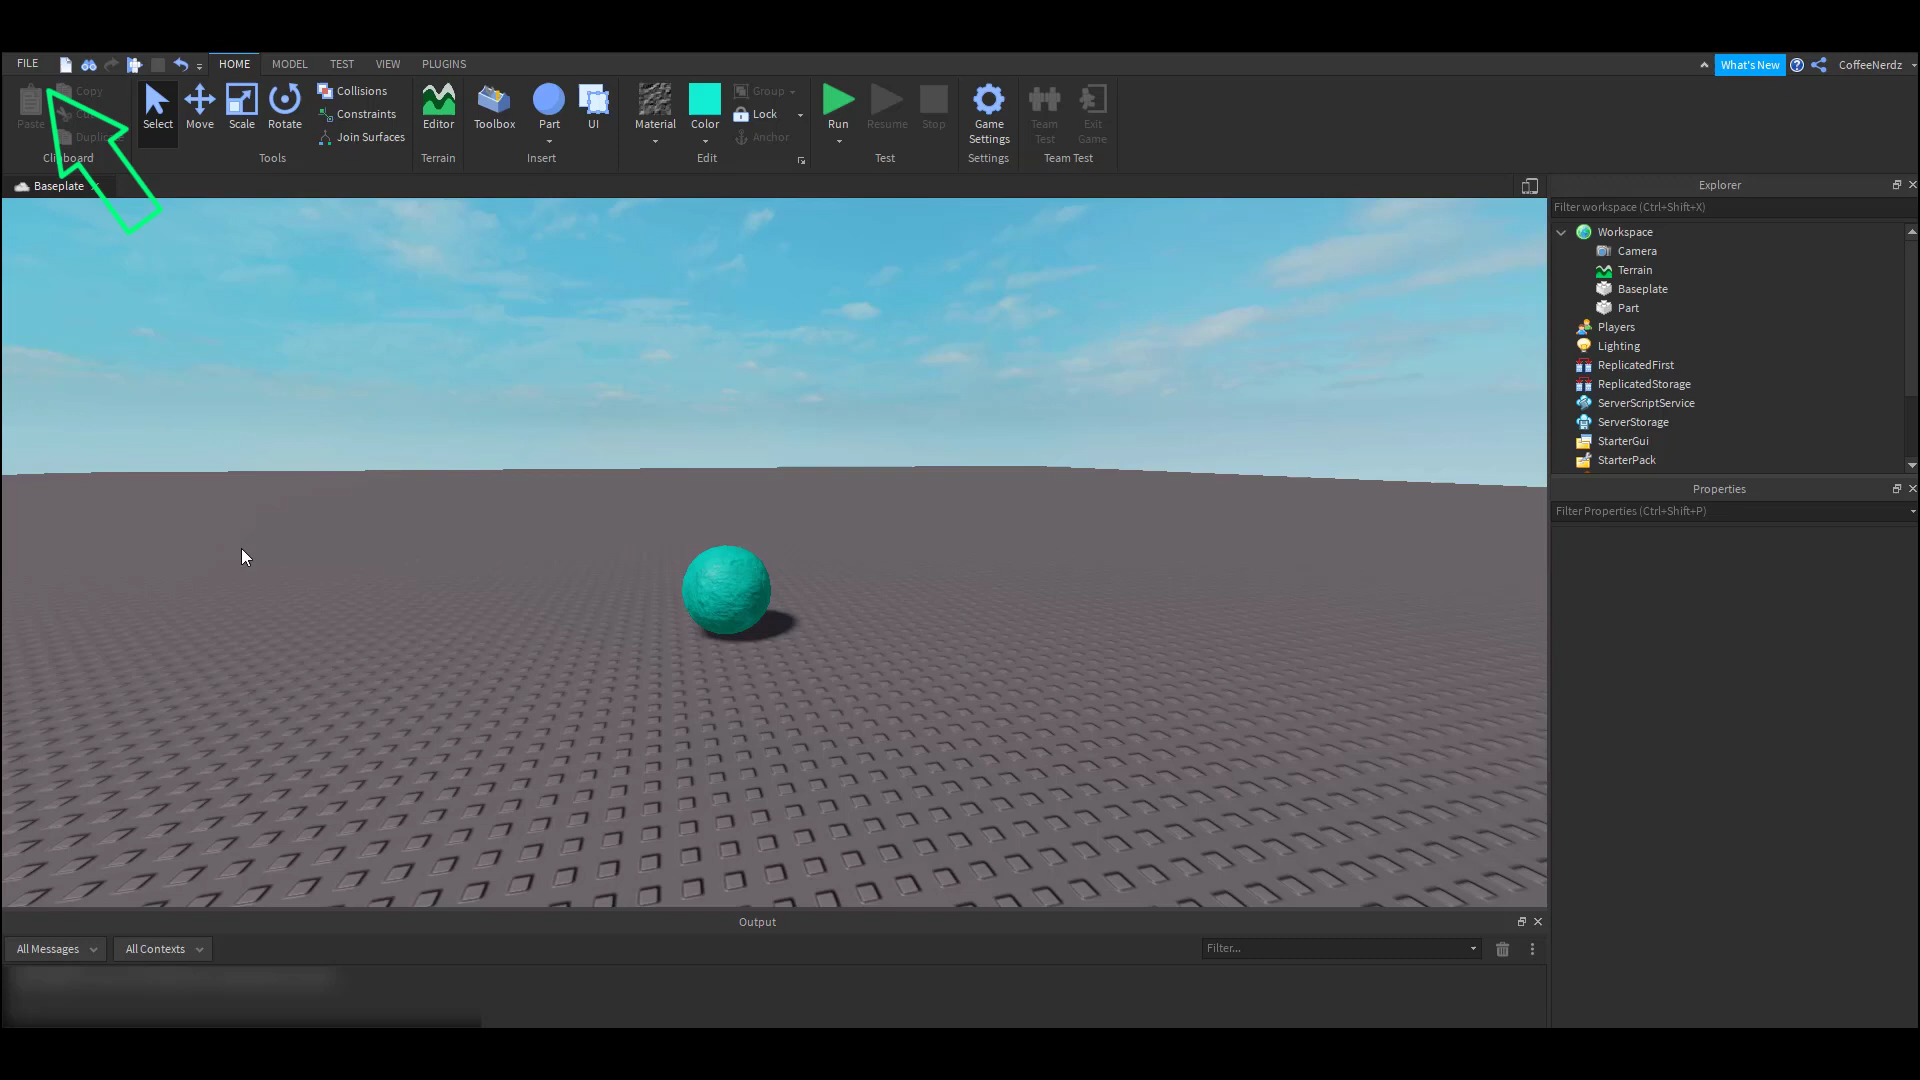 FILE HOME MODEL TEST VIEW PLUGINS What's New CoffeeNerdz
Paste
Copy
Duplic
Clipboard
Select Move Scale Rotate
Collisions
Constraints
Join Surfaces
Tools
Editor
Terrain
Toolbox Part UI
Insert
Material Color
Group
Lock
Anchor
Edit
Run Resume Stop
Test
Game
Settings
Settings
Team
Test
Exit
Game
Team Test
Baseplate
Explorer
Filter workspace (Ctrl+Shift+X)
Workspace
Camera
Terrain
Baseplate
Part
Players
Lighting
ReplicatedFirst
ReplicatedStorage
ServerScriptService
ServerStorage
StarterGui
StarterPack
Properties
Filter Properties (Ctrl+Shift+P)
Output
All Messages All Contexts Filter...